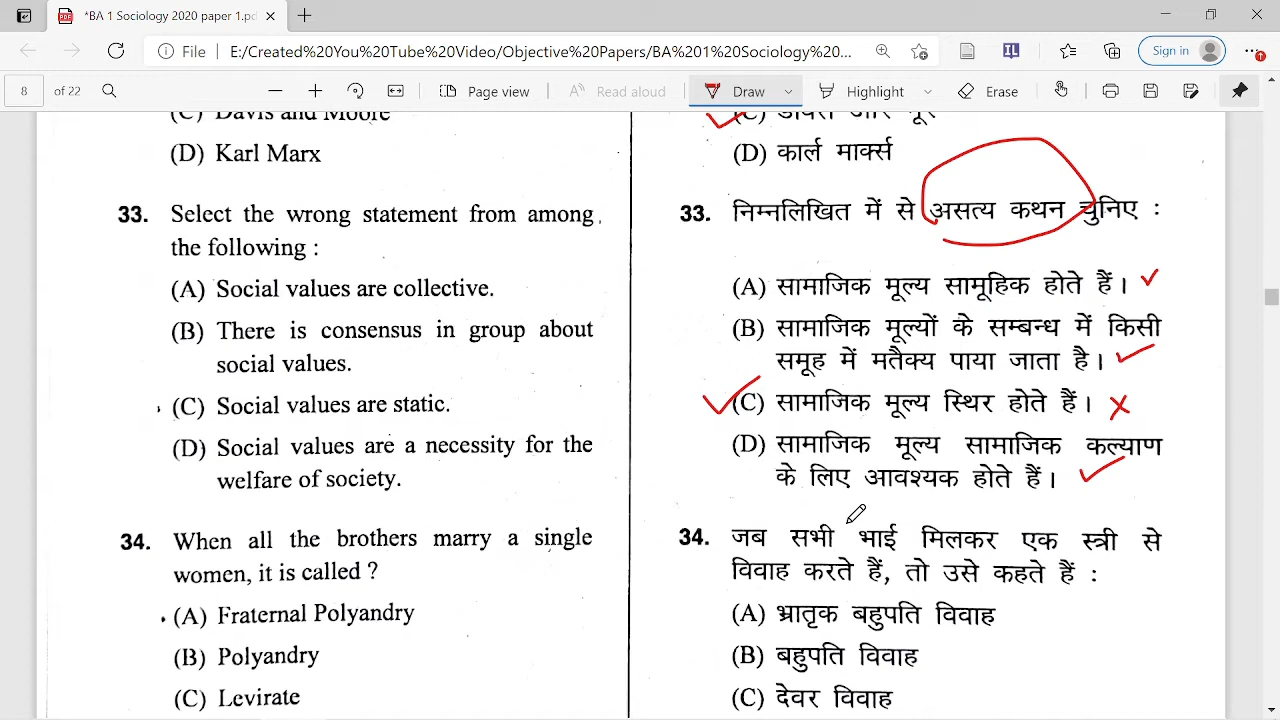 *BA 1 Sociology 2020 paper 1.pd
File
E:/Created%20You%20Tube%20Video/Objective%20Papers/BA%201%20Sociology%20...
IL
Sign in
8
of 22
Page view
Read aloud
Draw
Highlight
Erase
(C) Davis and Moore
(D) Karl Marx
33. Select the wrong statement from among
the following :
(A) Social values are collective.
(B) There is consensus in group about
social values.
(C) Social values are static.
(D) Social values are a necessity for the
welfare of society.
34. When all the brothers marry a single
women, it is called ?
(A) Fraternal Polyandry
(B) Polyandry
(C) Levirate
(C) डेविस और मूर
(D) कार्ल मार्क्स
33. निम्नलिखित में से असत्य कथन चुनिए :
(A) सामाजिक मूल्य सामूहिक होते हैं।
(B) सामाजिक मूल्यों के सम्बन्ध में किसी
समूह में मतैक्य पाया जाता है।
(C) सामाजिक मूल्य स्थिर होते हैं।
(D) सामाजिक मूल्य सामाजिक कल्याण
के लिए आवश्यक होते हैं।
34. जब सभी भाई मिलकर एक स्त्री से
विवाह करते हैं, तो उसे कहते हैं :
(A) भ्रातृक बहुपति विवाह
(B) बहुपति विवाह
(C) देवर विवाह